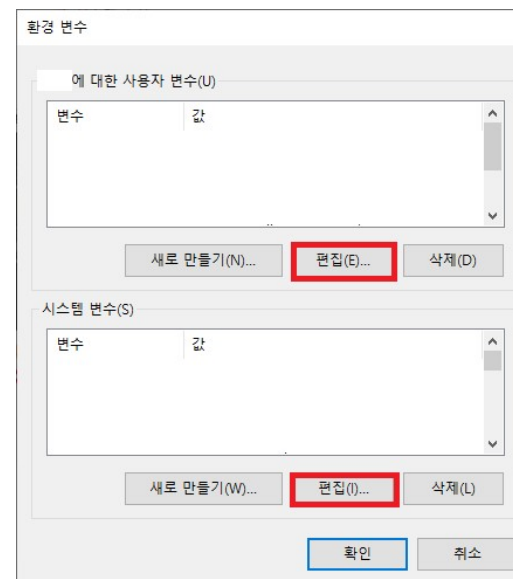 환경 변수
에 대한 사용자 변수(U)
변수 값
새로 만들기(N)... 편집(E)... 삭제(D)
시스템 변수(S)
변수 값
새로 만들기(W)... 편집(I)... 삭제(L)
확인 취소